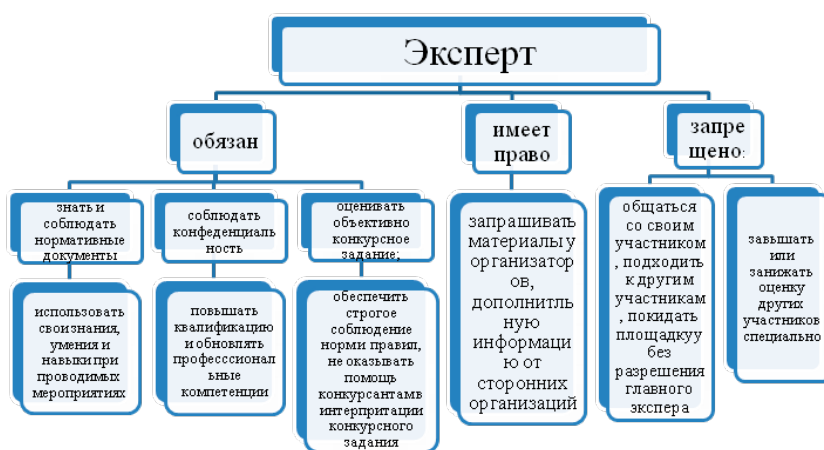 Эксперт
обязан
имеет
право
запре
щено:
знать и
соблюдать
нормативные
документы
соблюдать
конфеденциаль
ность
оценивать
объективно
конкурсное
задание;
использовать
свои знания,
умения и
навыки при
проводимых
мероприятиях
повышать
квалификацию
и обновлять
професссионал
ьные
компетенции
обеспечить
строгое
соблюдение
норм и правил,
не оказывать
помощь
конкурсантам в
интерпритации
конкурсного
задания
запрашивать
материалы у
организатор
ов,
дополнитль
ную
информаци
ю от
сторонних
организаций
общаться
со своим
участником
, подходить
к другим
участникам
, покидать
площадкуу
без
разрешения
главного
экспера
завышать
или
занижать
оценку
других
участников
специально